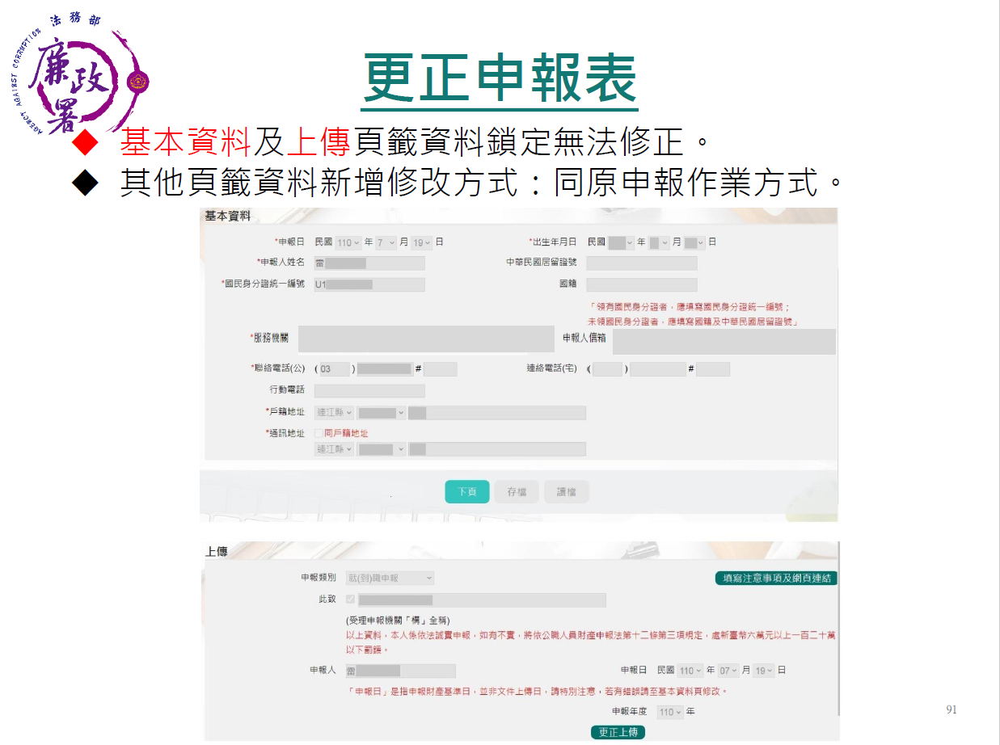 法務部
AGENCY AGAINST CORRUPTION
廉政署
更正申報表
基本資料及上傳頁籤資料鎖定無法修正。
其他頁籤資料新增修改方式：同原申報作業方式。
基本資料
*申報日 民國 110 年 7 月 19 日 *出生年月日 民國 年 月 日
*申報人姓名 雷 中華民國居留證號
*國民身分證統一編號 U1 國籍
「領有國民身分證者，應填寫國民身分證統一編號；
未領國民身分證者，應填寫國籍及中華民國居留證號」
*服務機關 申報人信箱
*聯絡電話(公) (03 ) # 連絡電話(宅) ( ) #
行動電話
*戶籍地址 連江縣
*通訊地址 同戶籍地址
連江縣
下頁 存檔 讀檔
上傳
申報類別 就(到)職申報 填寫注意事項及網頁連結
此致
(受理申報機關「構」全稱)
以上資料，本人係依法誠實申報，如有不實，將依公職人員財產申報法第十二條第三項規定，處新臺幣六萬元以上一百二十萬
以下罰鍰。
申報人 雷 申報日 民國 110 年 07 月 19 日
「申報日」是指申報財產基準日，並非文件上傳日，請特別注意，若有錯誤請至基本資料頁修改。
申報年度 110 年
更正上傳
91